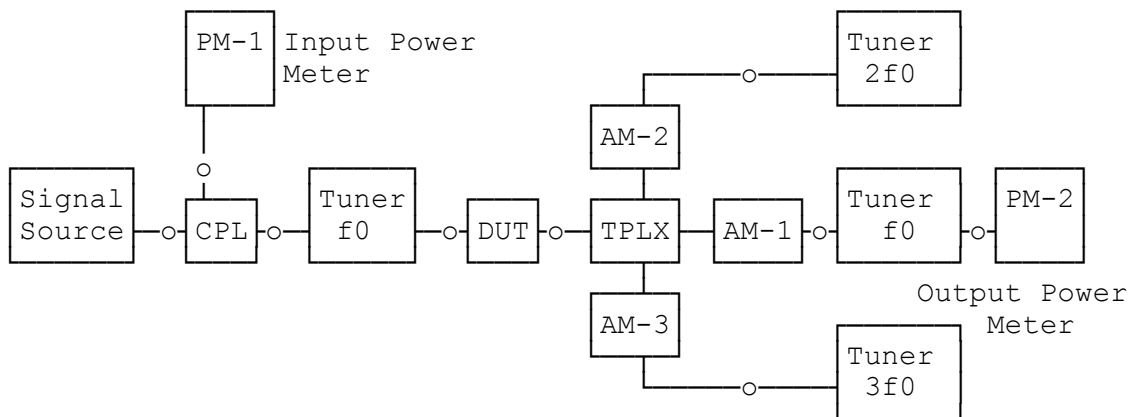 PM-1
Input Power
Meter
Tuner
2f0
AM-2
Signal
Source
CPL
Tuner
f0
DUT
TPLX
AM-1
Tuner
f0
PM-2
Output Power
Meter
AM-3
Tuner
3f0